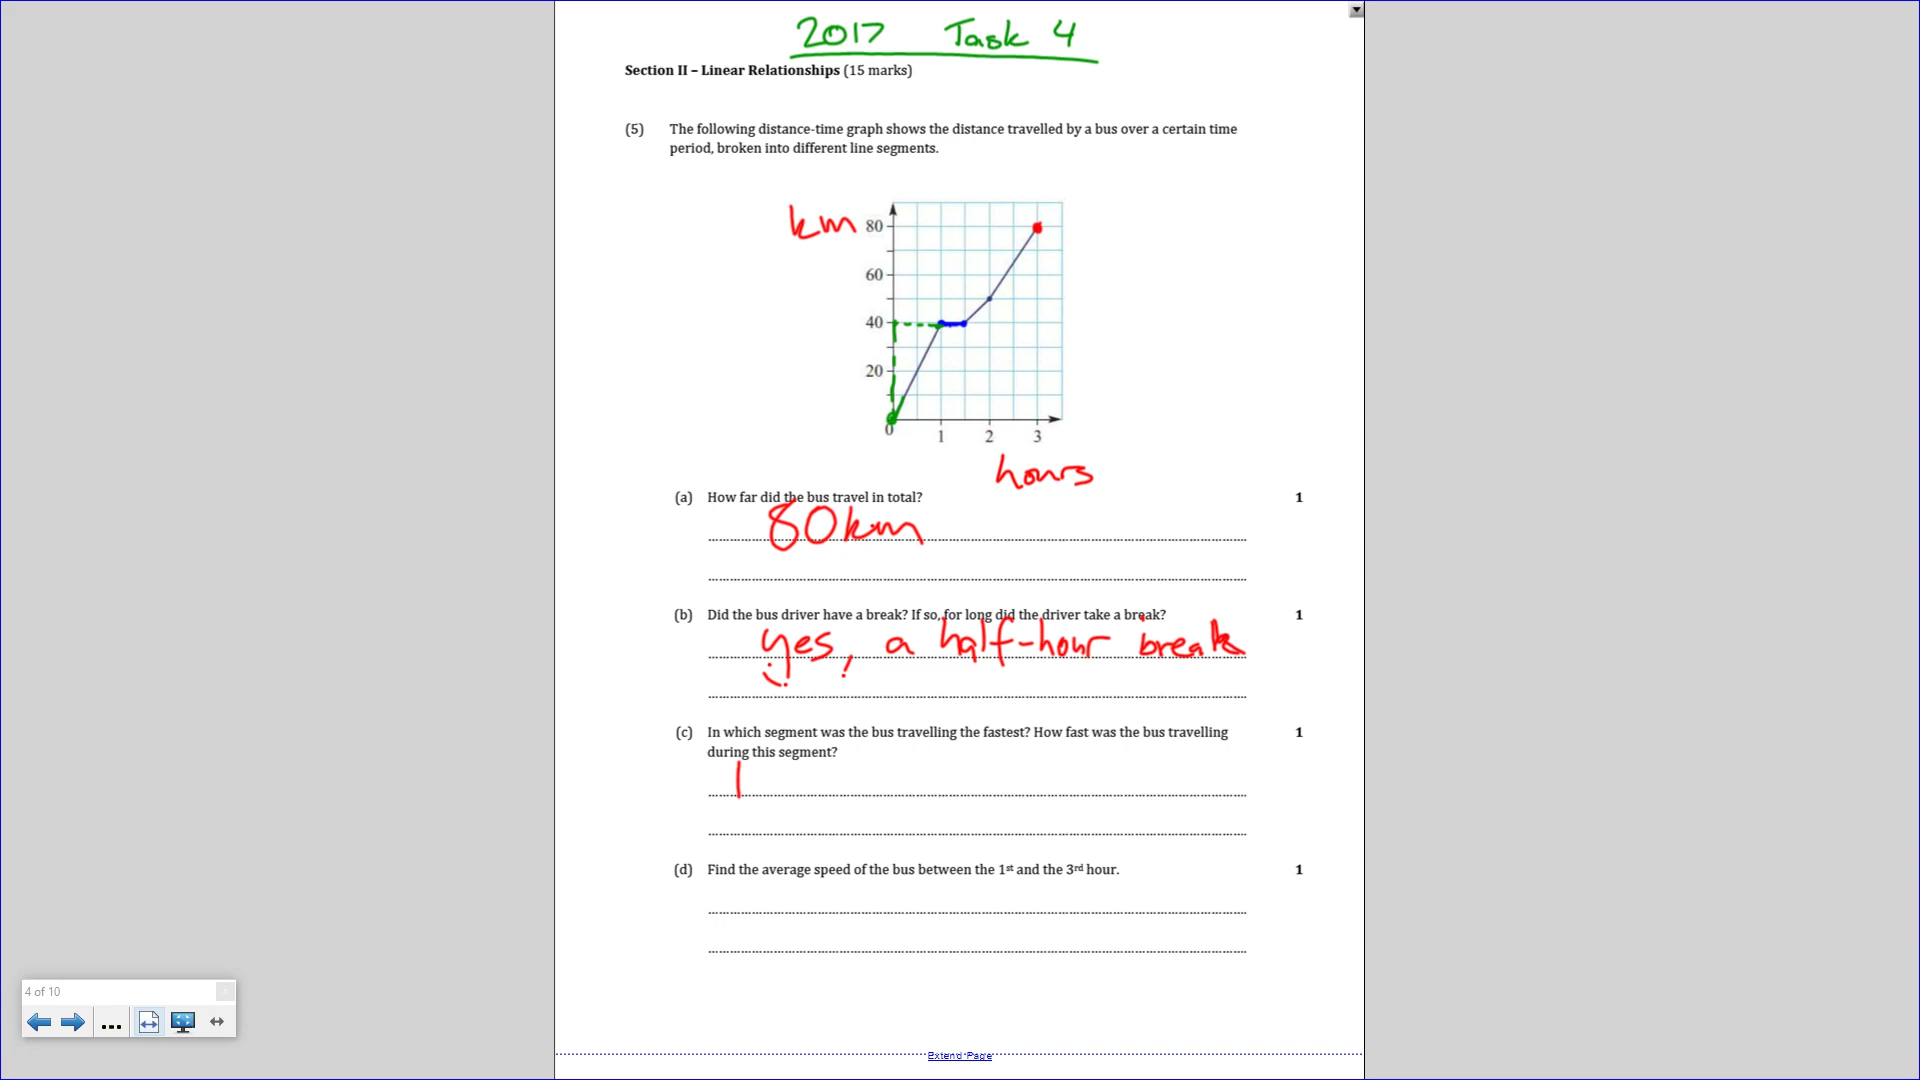 2017 Task 4
Section II – Linear Relationships (15 marks)
(5) The following distance-time graph shows the distance travelled by a bus over a certain time
period, broken into different line segments.
km
80
60
40
20
0 1 2 3
hours
(a) How far did the bus travel in total? 1
80km
(b) Did the bus driver have a break? If so, for long did the driver take a break? 1
yes, a half-hour break
(c) In which segment was the bus travelling the fastest? How fast was the bus travelling 1
during this segment?
(d) Find the average speed of the bus between the 1st and the 3rd hour. 1
4 of 10
...
Extend Page